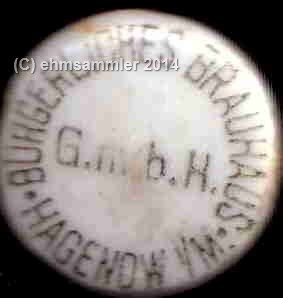 (C) ehmsammler 2014
BÜRGERLICHES BRAUHAUS
G.m.b.H.
· HAGENOW I/M ·